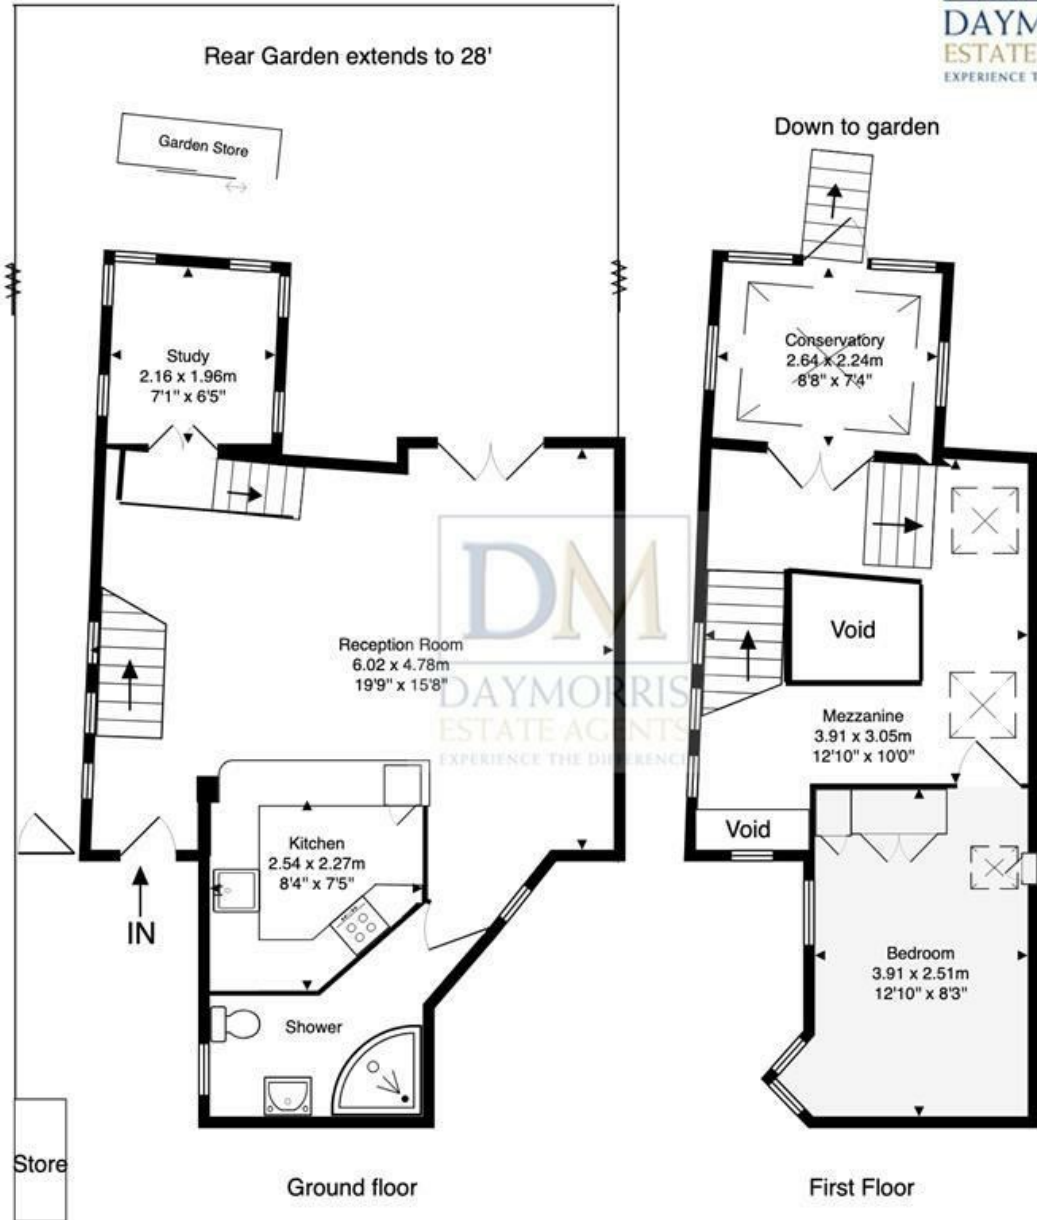 DAYM
ESTATE
EXPERIENCE T
Rear Garden extends to 28'
Garden Store
Down to garden
Study
2.16 x 1.96m
7'1" x 6'5"
Conservatory
2.64 x 2.24m
8'8" x 7'4"
DM
DAYMORRIS
ESTATE AGENTS
EXPERIENCE THE DIFFERENCE
Reception Room
6.02 x 4.78m
19'9" x 15'8"
Void
Mezzanine
3.91 x 3.05m
12'10" x 10'0"
Void
Kitchen
2.54 x 2.27m
8'4" x 7'5"
IN
Bedroom
3.91 x 2.51m
12'10" x 8'3"
Shower
Store
Ground floor
First Floor